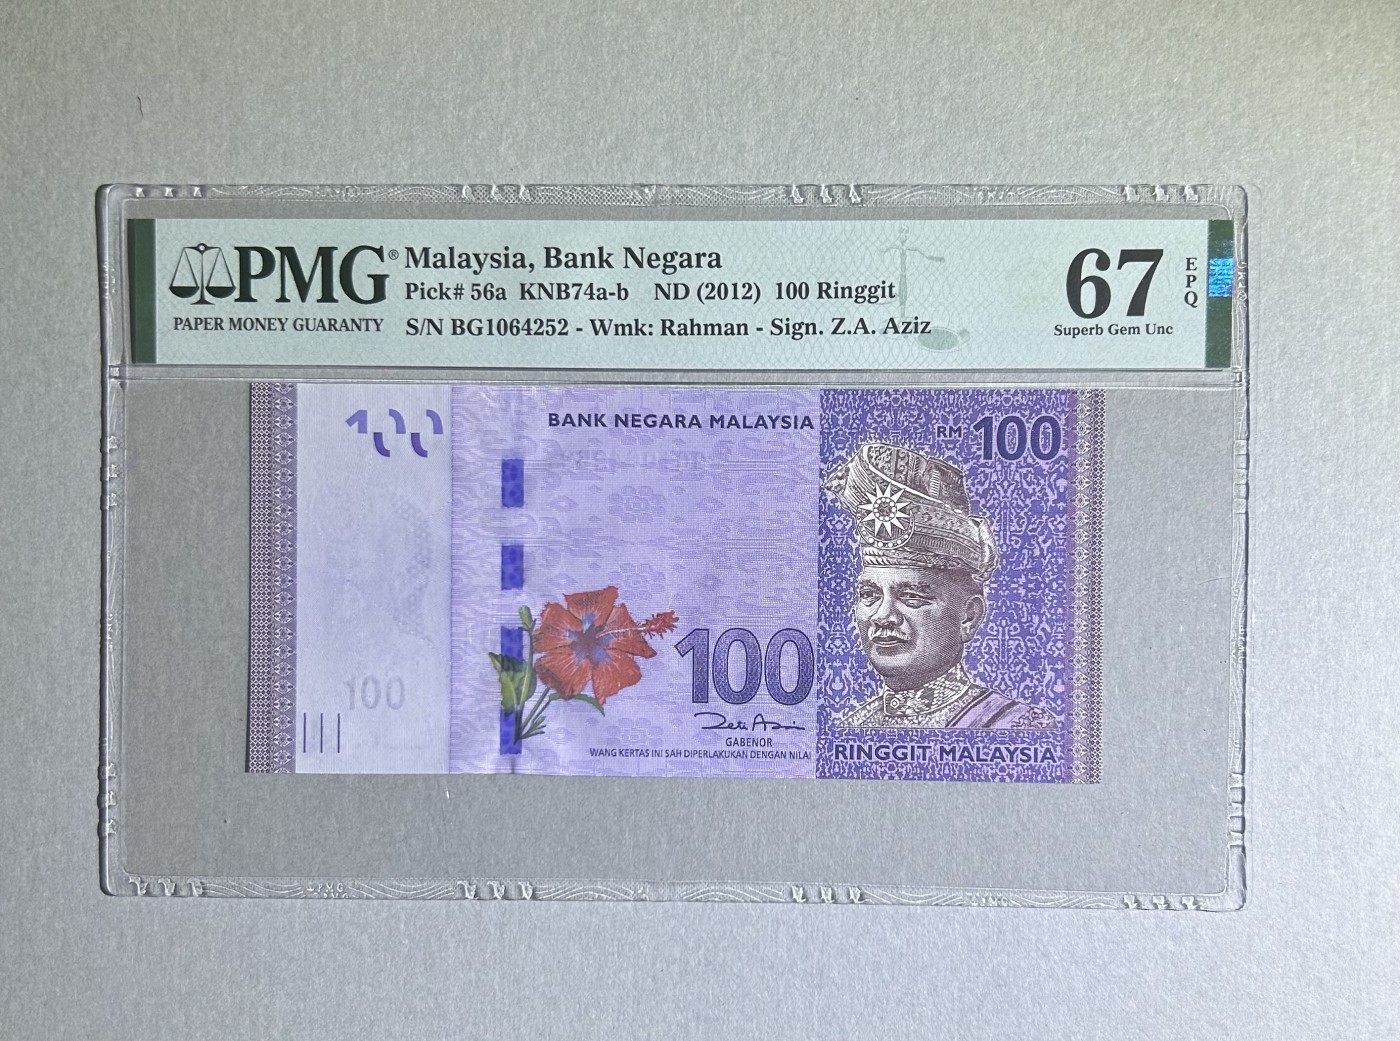 PMG®
PAPER MONEY GUARANTY
Malaysia, Bank Negara
Pick# 56a KNB74a-b ND (2012) 100 Ringgit
S/N BG1064252 - Wmk: Rahman - Sign. Z.A. Aziz
67
EPQ
Superb Gem Unc
100
BANK NEGARA MALAYSIA
RM 100
100
100
Zeti Aziz
GABENOR
WANG KERTAS INI SAH DIPERLAKUKAN DENGAN NILAI
RINGGIT MALAYSIA